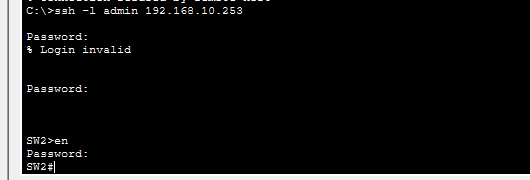 C:\>ssh -l admin 192.168.10.253
Password:
% Login invalid
Password:
SW2>en
Password:
SW2#